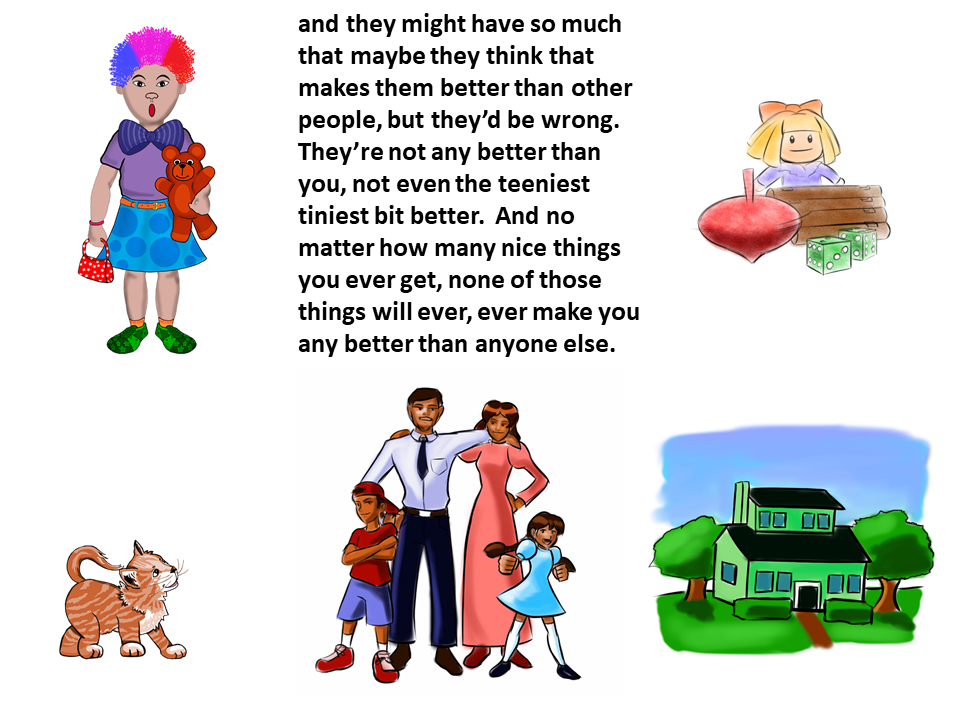 and they might have so much
that maybe they think that
makes them better than other
people, but they’d be wrong.
They’re not any better than
you, not even the teeniest
tiniest bit better.  And no
matter how many nice things
you ever get, none of those
things will ever, ever make you
any better than anyone else.